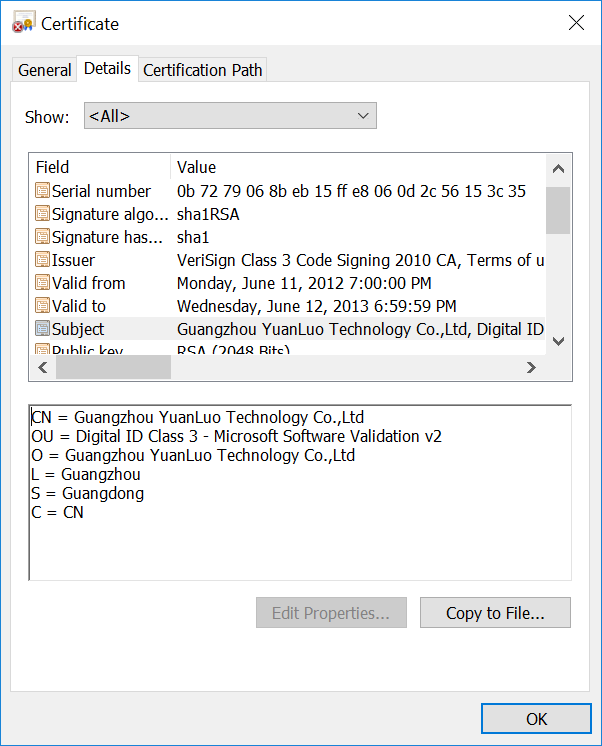 Certificate
General Details Certification Path
Show: <All>
Field Value
Serial number 0b 72 79 06 8b eb 15 ff e8 06 0d 2c 56 15 3c 35
Signature algo... sha1RSA
Signature has... sha1
Issuer VeriSign Class 3 Code Signing 2010 CA, Terms of u
Valid from Monday, June 11, 2012 7:00:00 PM
Valid to Wednesday, June 12, 2013 6:59:59 PM
Subject Guangzhou YuanLuo Technology Co.,Ltd, Digital ID
Public key RSA (2048 Bits)
CN = Guangzhou YuanLuo Technology Co.,Ltd
OU = Digital ID Class 3 - Microsoft Software Validation v2
O = Guangzhou YuanLuo Technology Co.,Ltd
L = Guangzhou
S = Guangdong
C = CN
Edit Properties... Copy to File...
OK